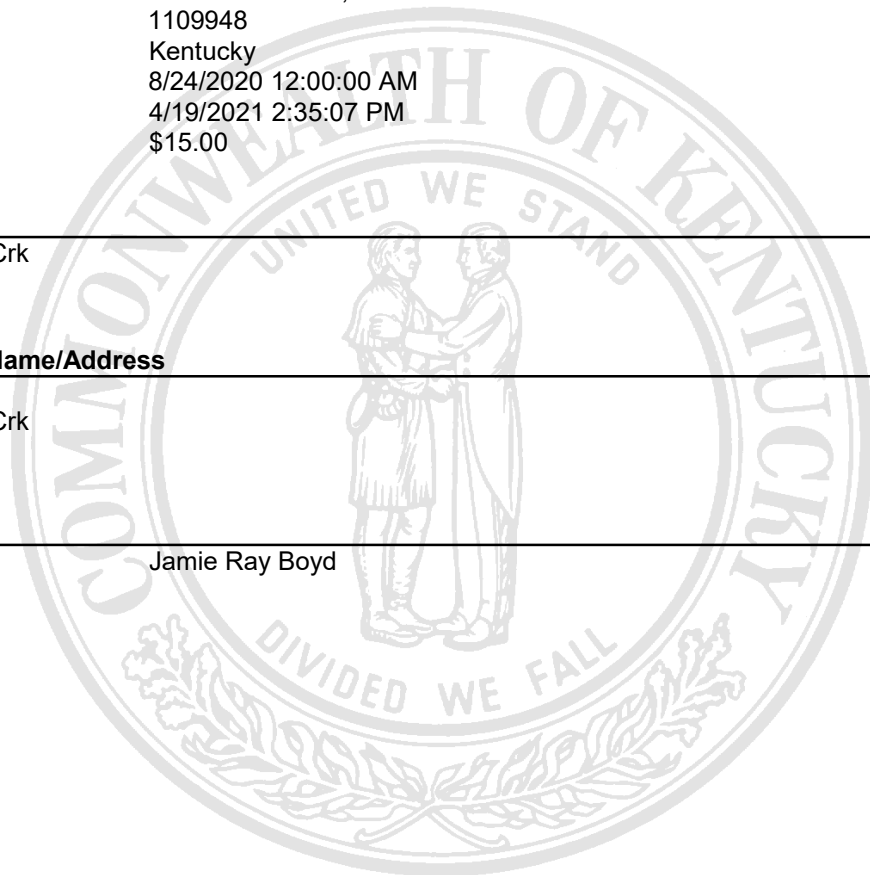 1109948
Kentucky
8/24/2020 12:00:00 AM
4/19/2021 2:35:07 PM
$15.00
Crk
Name/Address
Crk
Jamie Ray Boyd
COMMONWEALTH OF KENTUCKY
UNITED WE STAND
DIVIDED WE FALL